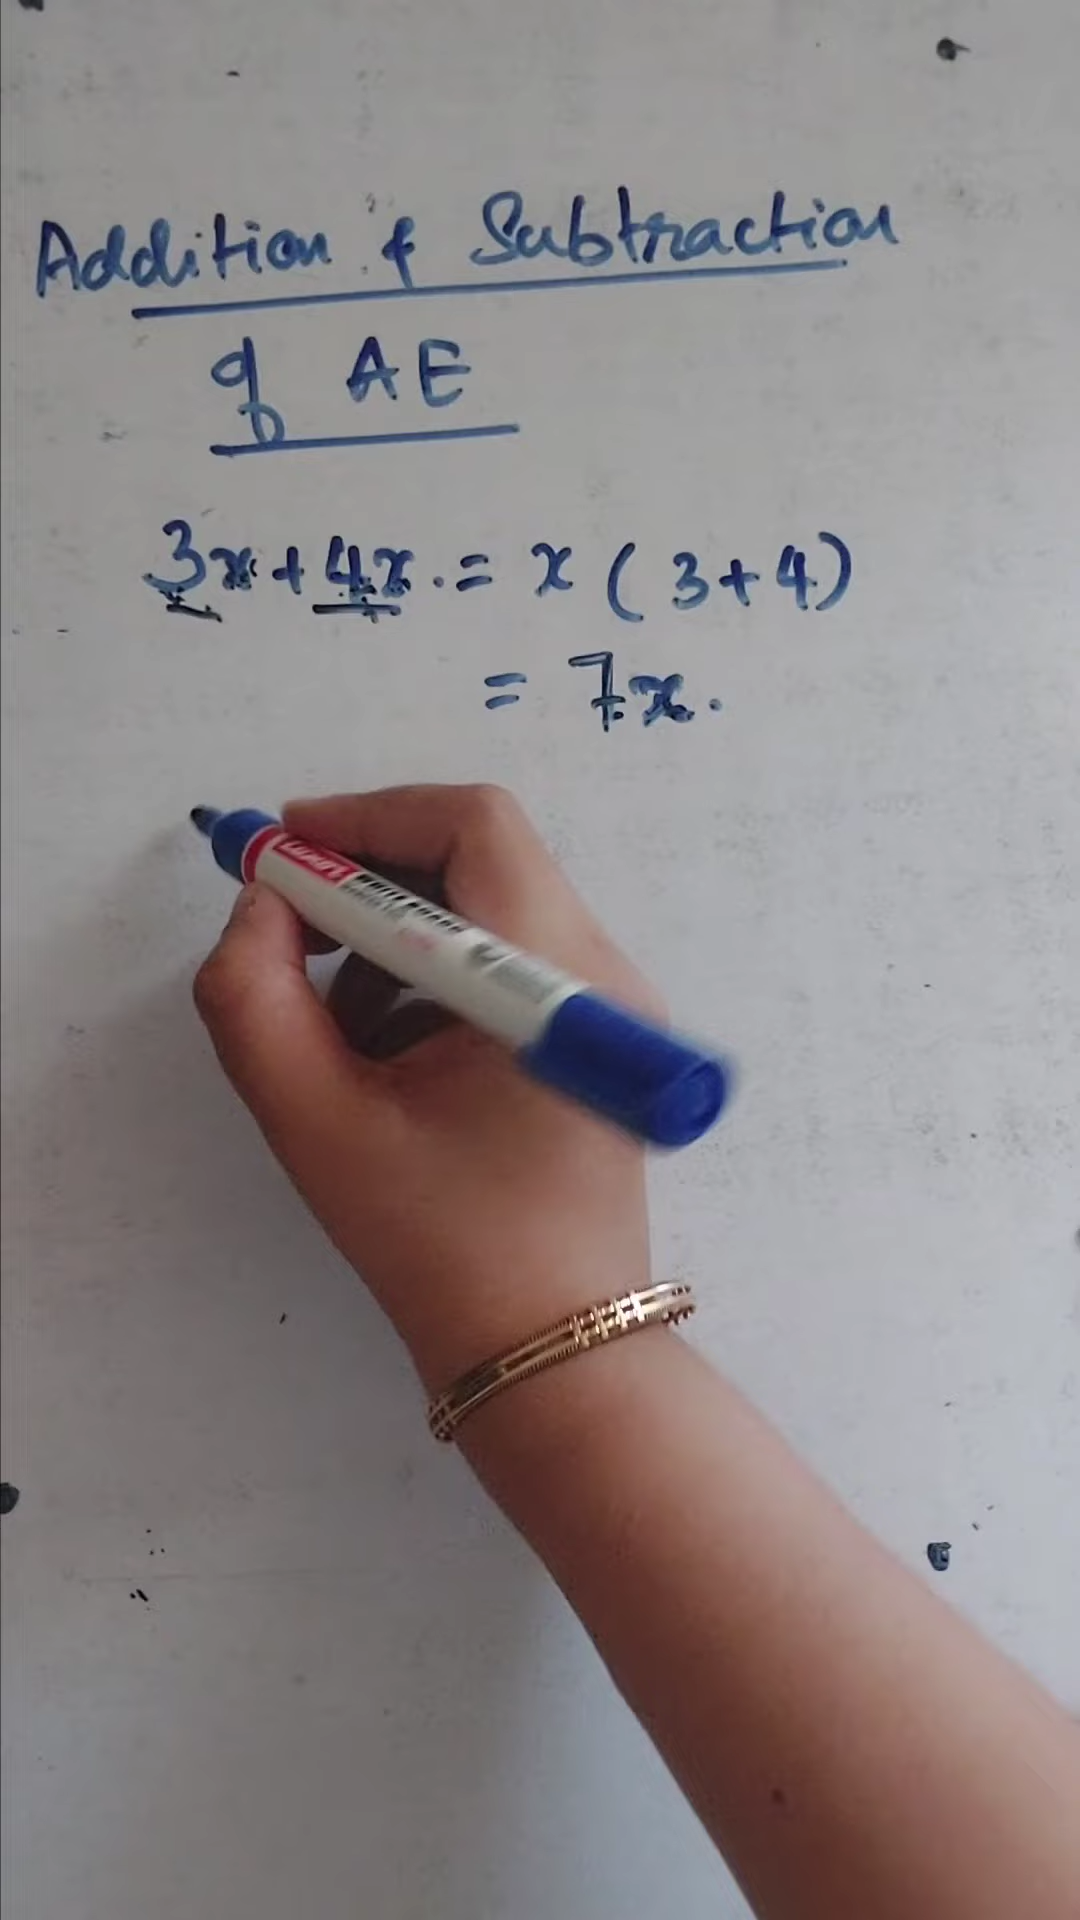 Addition & Subtraction
of AE
3x + 4x . = x ( 3 + 4 )
= 7x .